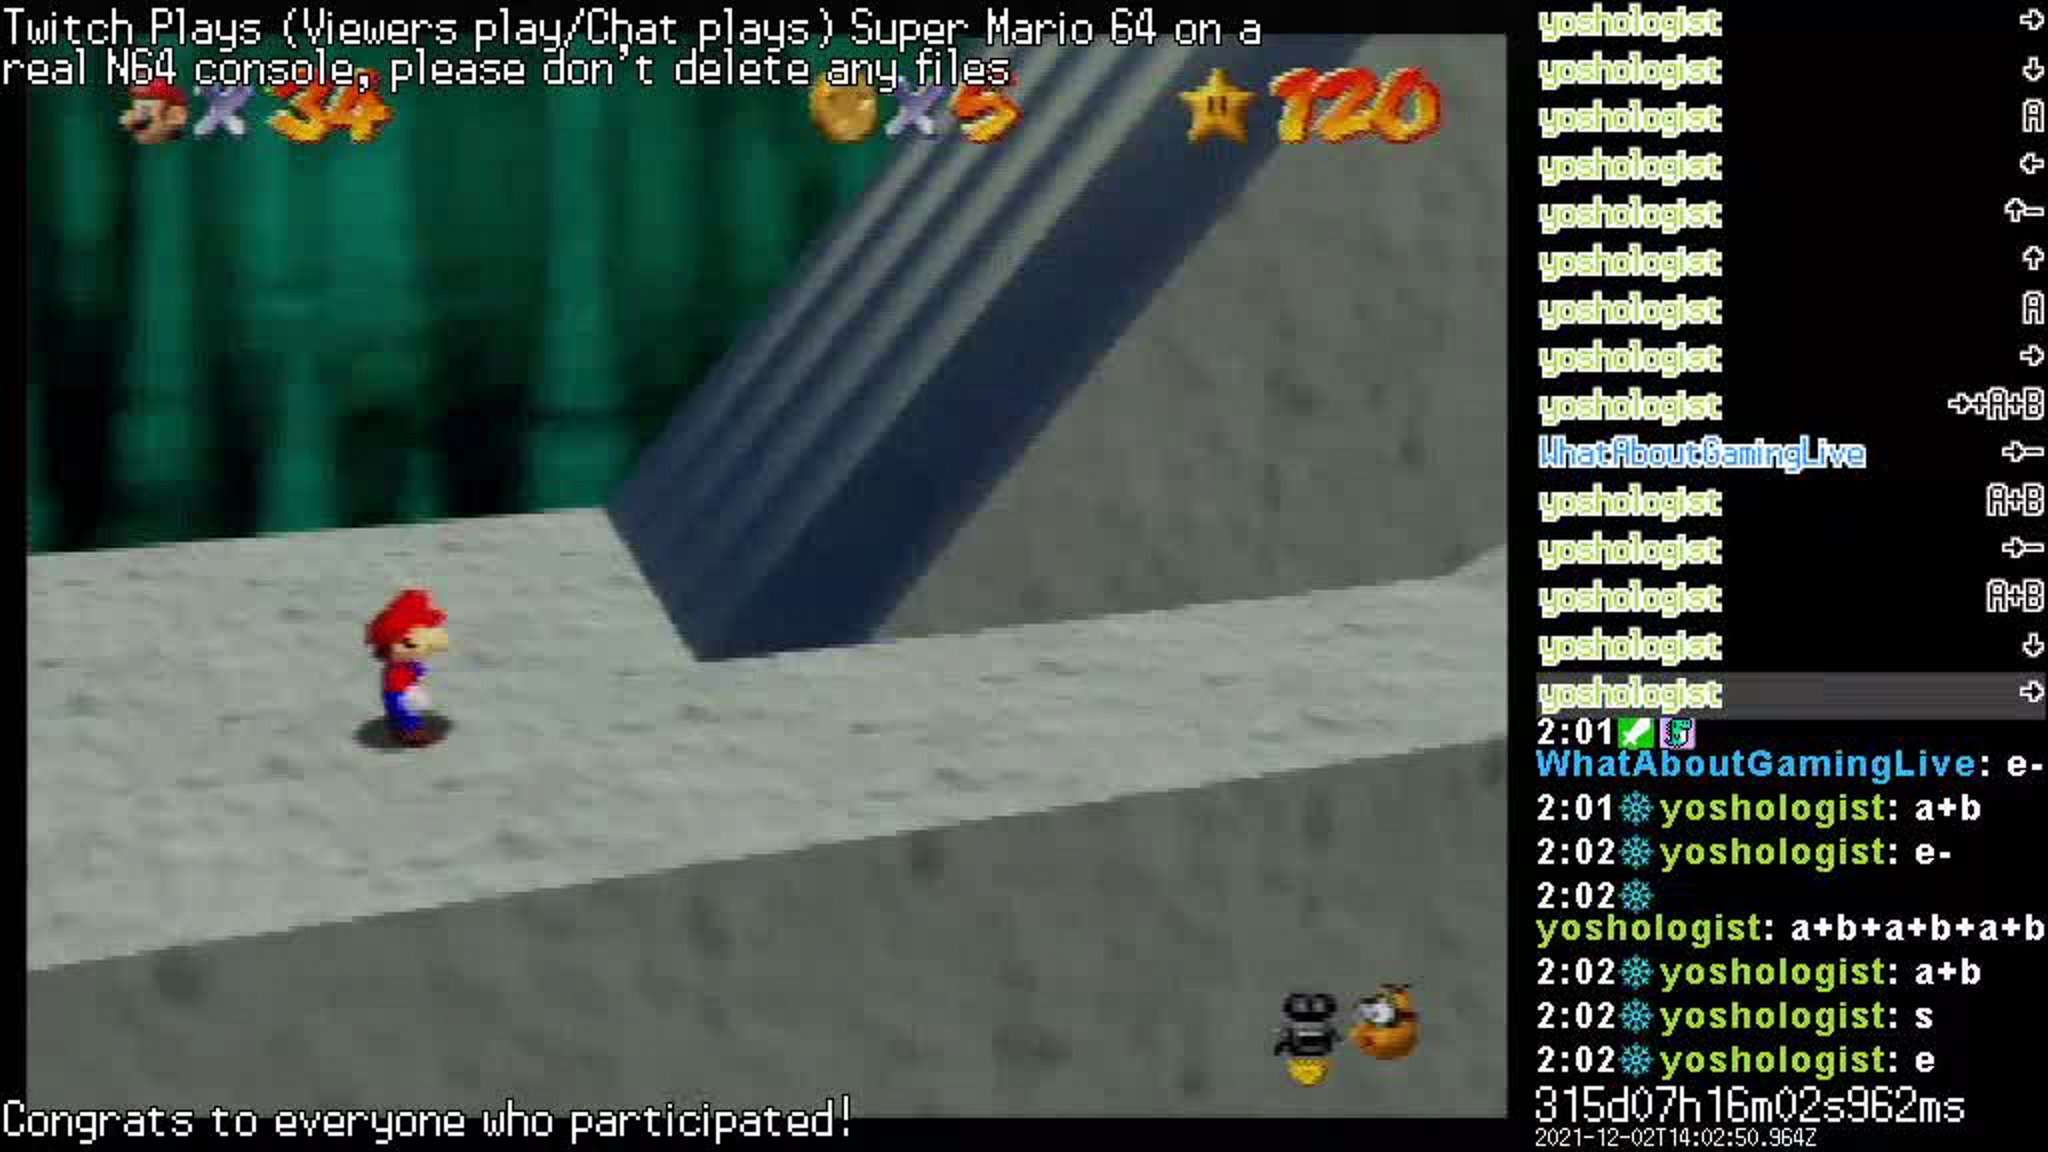 Twitch Plays (Viewers play/Chat plays) Super Mario 64 on a
real N64 console, please don't delete any files
x 34
x 5
120
Congrats to everyone who participated!
yoshologist
yoshologist
yoshologist A
yoshologist
yoshologist
yoshologist
yoshologist A
yoshologist
yoshologist →+A+B
WhatAboutGamingLive
yoshologist A+B
yoshologist
yoshologist A+B
yoshologist
yoshologist
2:01
WhatAboutGamingLive: e-
2:01 yoshologist: a+b
2:02 yoshologist: e-
2:02
yoshologist: a+b+a+b+a+b
2:02 yoshologist: a+b
2:02 yoshologist: s
2:02 yoshologist: e
315d07h16m02s962ms
2021-12-02T14:02:50.964Z